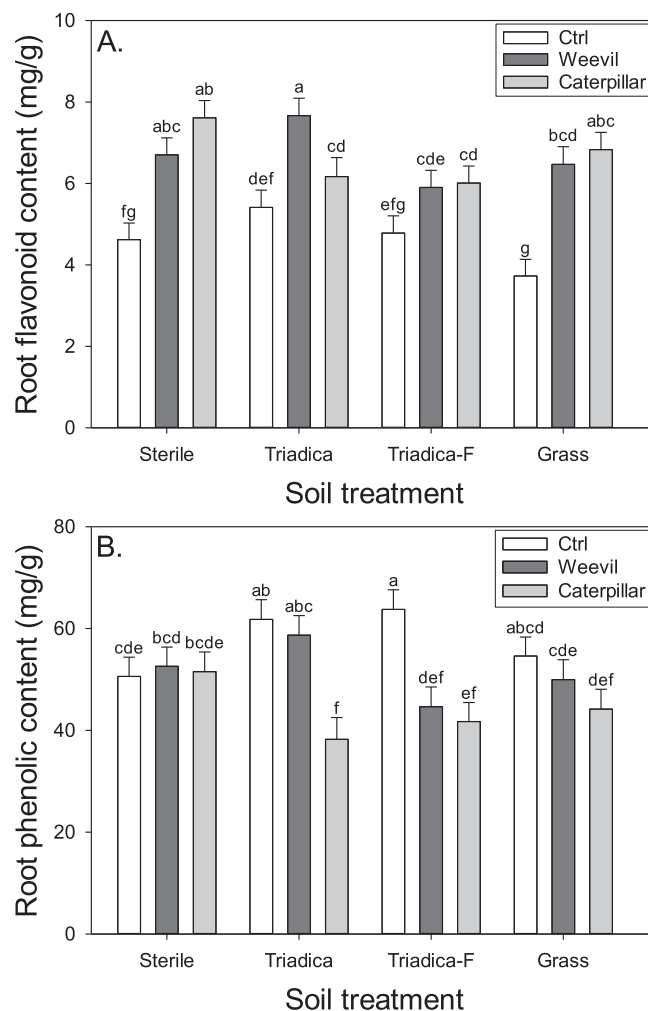 A.
Root flavonoid content (mg/g)
10
8
6
4
2
0
Ctrl
Weevil
Caterpillar
fg
abc
ab
def
a
cd
efg
cde
cd
g
bcd
abc
Sterile
Triadica
Triadica-F
Grass
Soil treatment
B.
Root phenolic content (mg/g)
80
60
40
20
0
Ctrl
Weevil
Caterpillar
cde
bcd
bcde
ab
abc
f
a
def
ef
abcd
cde
def
Sterile
Triadica
Triadica-F
Grass
Soil treatment